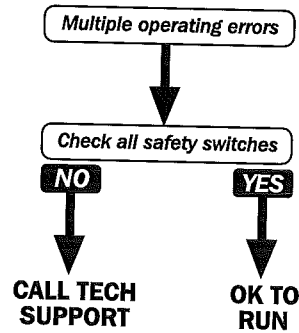 Multiple operating errors
Check all safety switches
NO
YES
CALL TECH
SUPPORT
OK TO
RUN